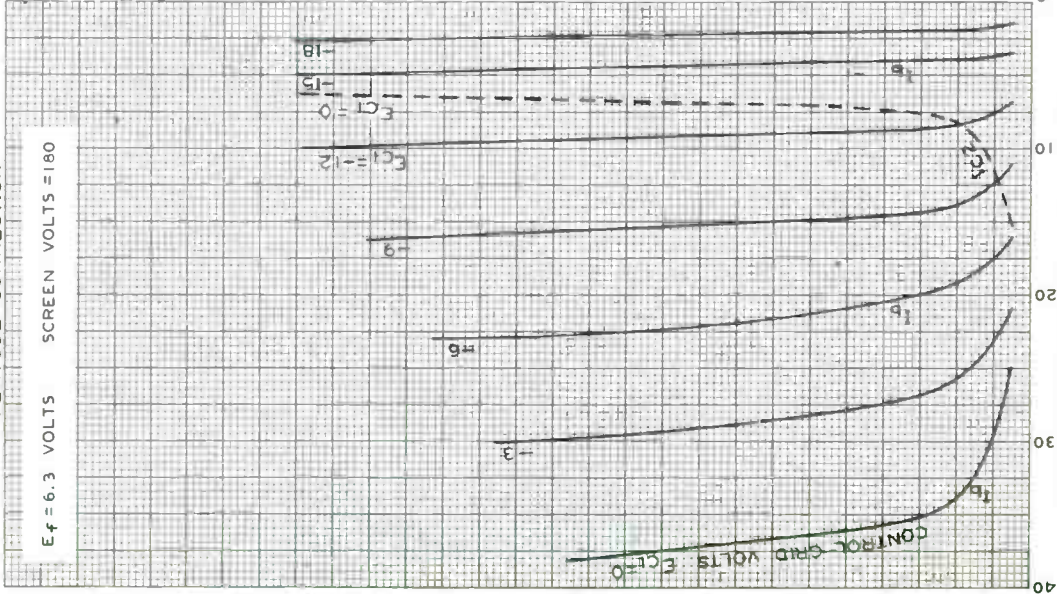 Ef=6.3 VOLTS SCREEN VOLTS=180
40
CONTROL-GRID VOLTS EC1=0
Ib
30
-3
20
-6
Ib
-9
10
EC1=-12
IC2
EC1=0
-15
Ib
-18
0